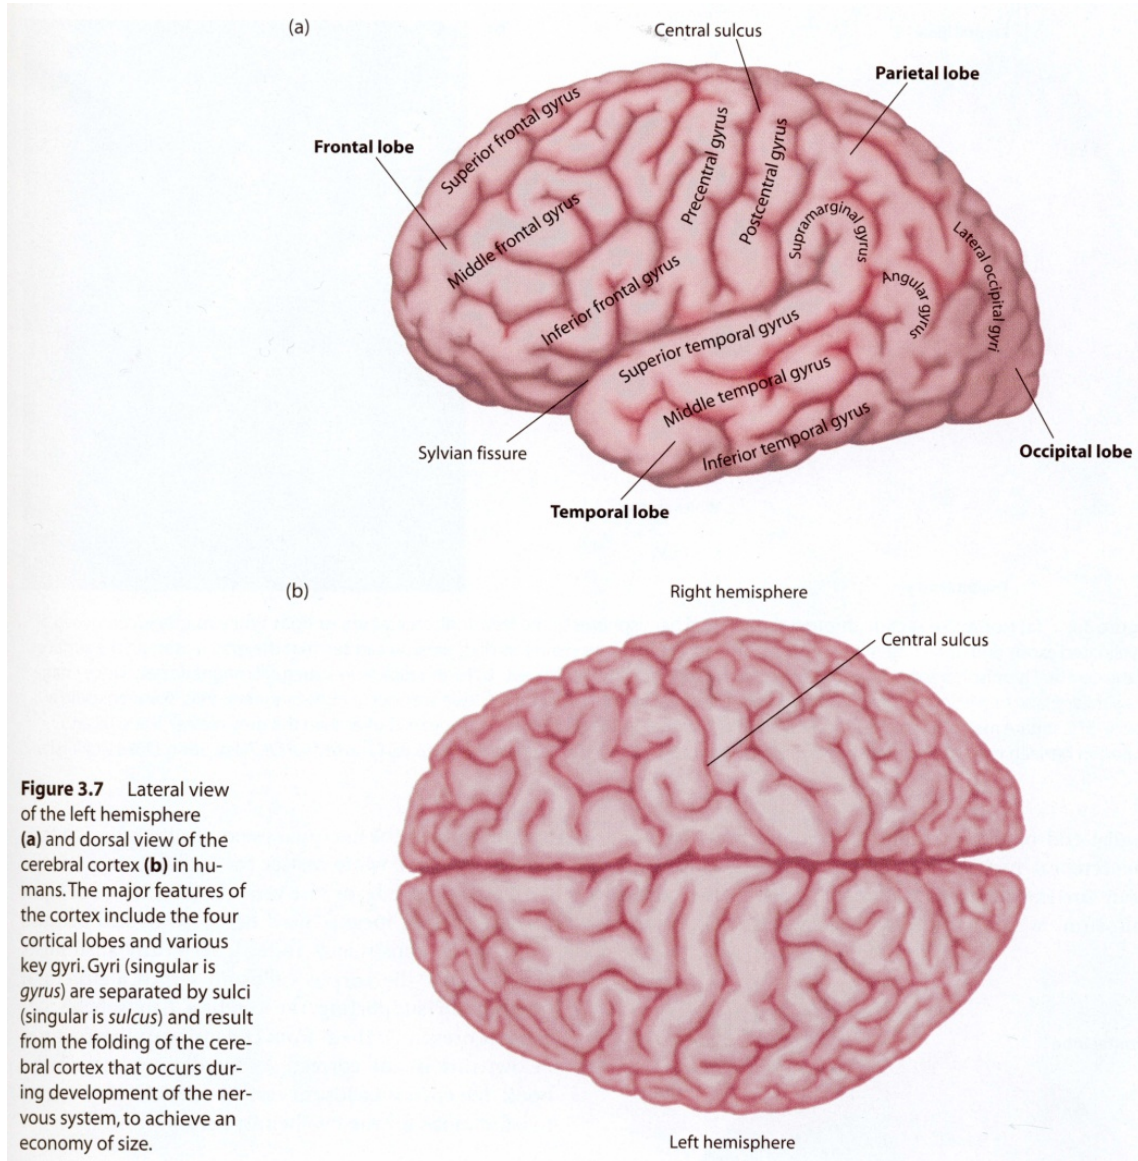 (a)
Central sulcus
Parietal lobe
Frontal lobe
Superior frontal gyrus
Middle frontal gyrus
Inferior frontal gyrus
Precentral gyrus
Postcentral gyrus
Supramarginal gyrus
Angular gyrus
Lateral occipital gyri
Superior temporal gyrus
Middle temporal gyrus
Inferior temporal gyrus
Sylvian fissure
Occipital lobe
Temporal lobe
(b)
Right hemisphere
Central sulcus
Left hemisphere
Figure 3.7 Lateral view
of the left hemisphere
(a) and dorsal view of the
cerebral cortex (b) in hu-
mans. The major features of
the cortex include the four
cortical lobes and various
key gyri. Gyri (singular is
gyrus) are separated by sulci
(singular is sulcus) and result
from the folding of the cere-
bral cortex that occurs dur-
ing development of the ner-
vous system, to achieve an
economy of size.